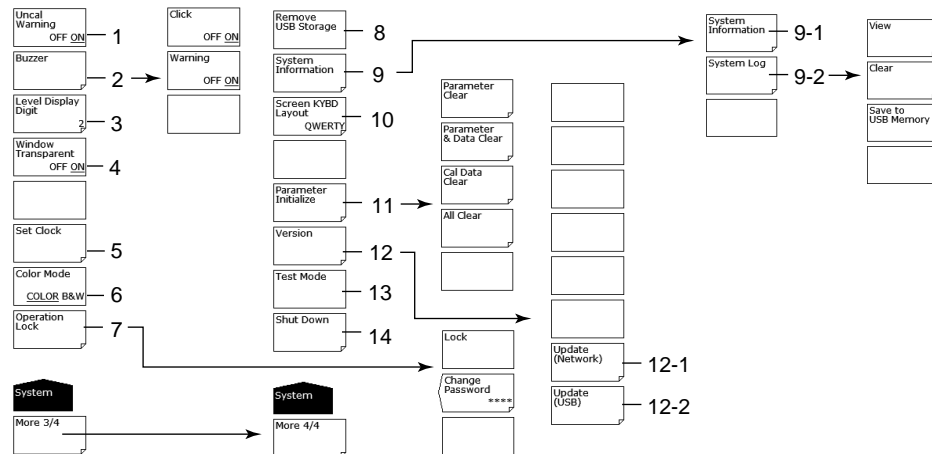 Uncal
Warning
OFF ON
1
Buzzer
2
Level Display
Digit
2
3
Window
Transparent
OFF ON
4
Set Clock
5
Color Mode
COLOR B&W
6
Operation
Lock
7
System
More 3/4
Click
OFF ON
Warning
OFF ON
Remove
USB Storage
8
System
Information
9
Screen KYBD
Layout
QWERTY
10
Parameter
Initialize
11
Version
12
Test Mode
13
Shut Down
14
System
More 4/4
Parameter
Clear
Parameter
& Data Clear
Cal Data
Clear
All Clear
Lock
Change
Password
****
Update
(Network)
12-1
Update
(USB)
12-2
System
Information
9-1
System Log
9-2
View
Clear
Save to
USB Memory